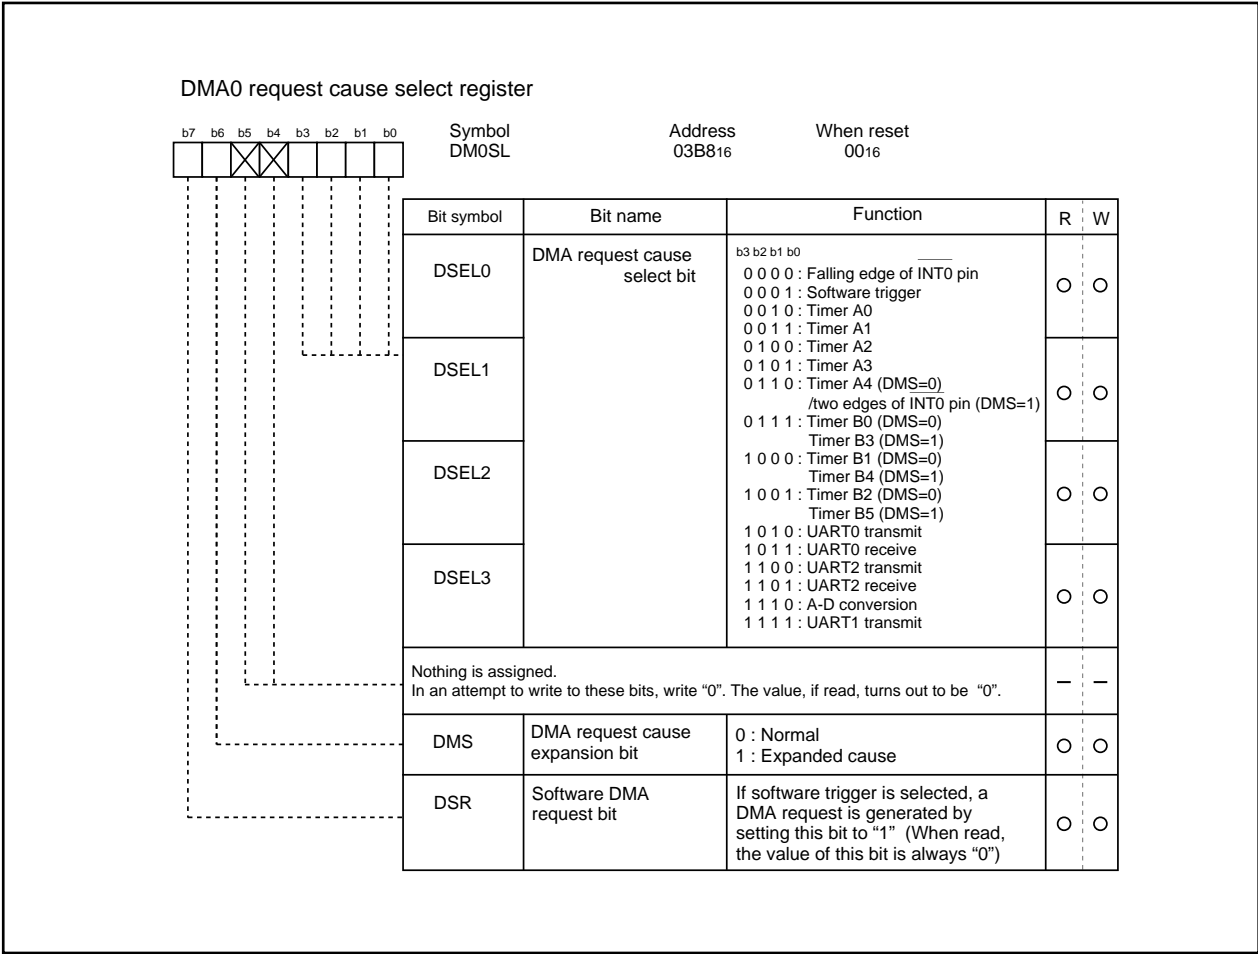 DMA0 request cause select register
b7 b6 b5 b4 b3 b2 b1 b0
Symbol Address When reset
DM0SL 03B816 0016
Bit symbol Bit name Function R W
DSEL0
DMA request cause
select bit
b3 b2 b1 b0
0 0 0 0 : Falling edge of INT0 pin
0 0 0 1 : Software trigger
0 0 1 0 : Timer A0
0 0 1 1 : Timer A1
0 1 0 0 : Timer A2
0 1 0 1 : Timer A3
0 1 1 0 : Timer A4 (DMS=0)
/two edges of INT0 pin (DMS=1)
0 1 1 1 : Timer B0 (DMS=0)
Timer B3 (DMS=1)
1 0 0 0 : Timer B1 (DMS=0)
Timer B4 (DMS=1)
1 0 0 1 : Timer B2 (DMS=0)
Timer B5 (DMS=1)
1 0 1 0 : UART0 transmit
1 0 1 1 : UART0 receive
1 1 0 0 : UART2 transmit
1 1 0 1 : UART2 receive
1 1 1 0 : A-D conversion
1 1 1 1 : UART1 transmit
DSEL1
DSEL2
DSEL3
Nothing is assigned.
In an attempt to write to these bits, write “0”. The value, if read, turns out to be “0”.
– –
DMS
DMA request cause
expansion bit
0 : Normal
1 : Expanded cause
DSR
Software DMA
request bit
If software trigger is selected, a
DMA request is generated by
setting this bit to “1” (When read,
the value of this bit is always “0”)